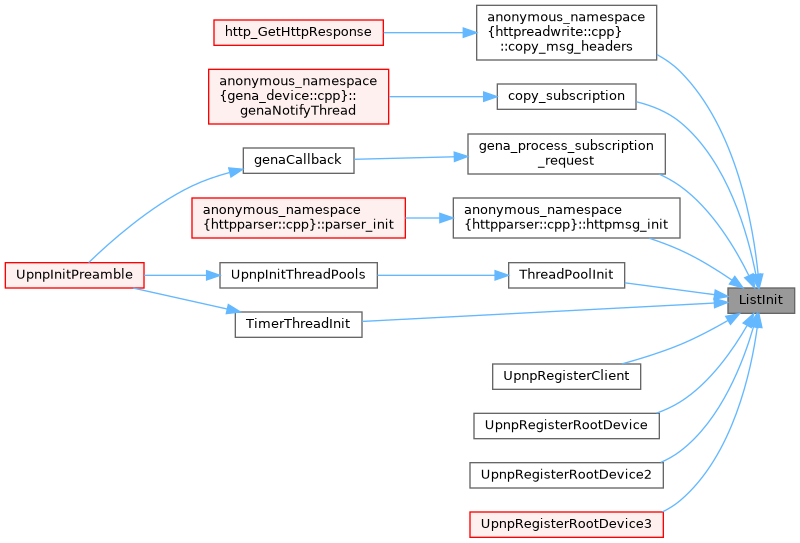 http_GetHttpResponse
anonymous_namespace
{httpreadwrite::cpp}
::copy_msg_headers
anonymous_namespace
{gena_device::cpp}::
genaNotifyThread
copy_subscription
genaCallback
gena_process_subscription
_request
anonymous_namespace
{httpparser::cpp}::parser_init
anonymous_namespace
{httpparser::cpp}::httpmsg_init
UpnpInitPreamble
UpnpInitThreadPools
ThreadPoolInit
ListInit
TimerThreadInit
UpnpRegisterClient
UpnpRegisterRootDevice
UpnpRegisterRootDevice2
UpnpRegisterRootDevice3